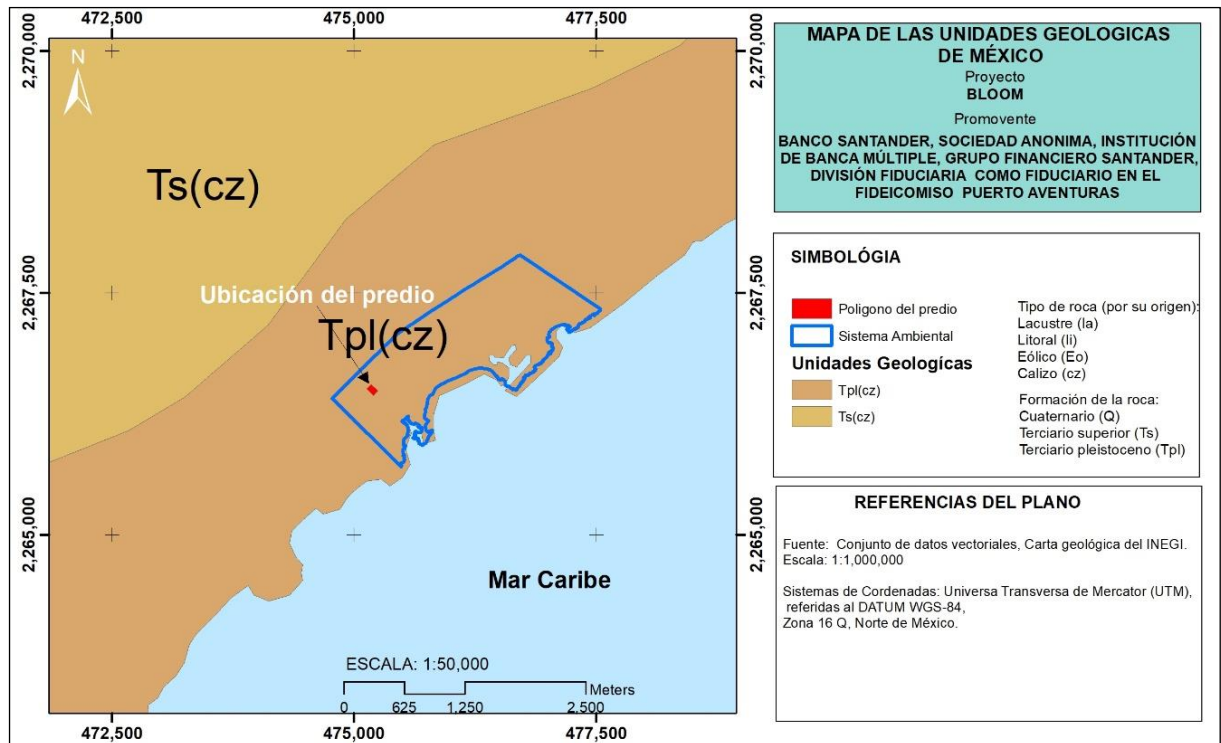 472,500
475,000
477,500
2,270,000
2,270,000
N
Ts(cz)
2,267,500
2,267,500
Ubicación del predio
Tpl(cz)
2,265,000
2,265,000
Mar Caribe
ESCALA: 1:50,000
Meters
0 625 1,250 2,500
472,500
475,000
477,500
MAPA DE LAS UNIDADES GEOLOGICAS
DE MÉXICO
Proyecto
BLOOM
Promovente
BANCO SANTANDER, SOCIEDAD ANONIMA, INSTITUCIÓN
DE BANCA MÚLTIPLE, GRUPO FINANCIERO SANTANDER,
DIVISIÓN FIDUCIARIA COMO FIDUCIARIO EN EL
FIDEICOMISO PUERTO AVENTURAS
SIMBOLÓGIA
Poligono del predio
Sistema Ambiental
Unidades Geologícas
Tpl(cz)
Ts(cz)
Tipo de roca (por su origen):
Lacustre (la)
Litoral (li)
Eólico (Eo)
Calizo (cz)
Formación de la roca:
Cuaternario (Q)
Terciario superior (Ts)
Terciario pleistoceno (Tpl)
REFERENCIAS DEL PLANO
Fuente: Conjunto de datos vectoriales, Carta geológica del INEGI.
Escala: 1:1,000,000
Sistemas de Cordenadas: Universa Transversa de Mercator (UTM),
referidas al DATUM WGS-84,
Zona 16 Q, Norte de México.